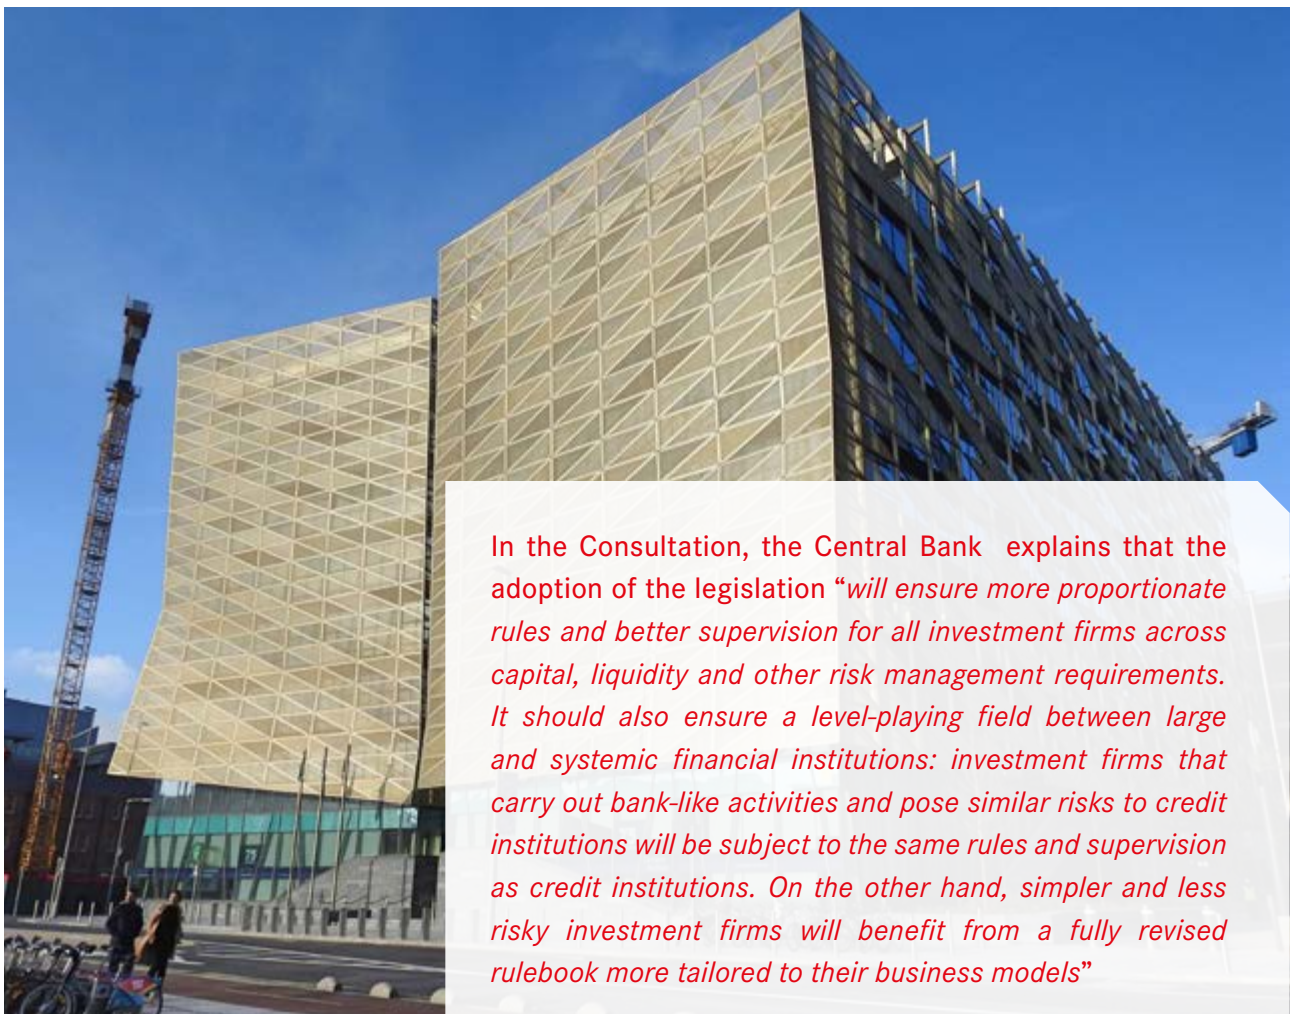 In the Consultation, the Central Bank  explains that the
adoption of the legislation “will ensure more proportionate
rules and better supervision for all investment firms across
capital, liquidity and other risk management requirements.
It should also ensure a level-playing field between large
and systemic financial institutions: investment firms that
carry out bank-like activities and pose similar risks to credit
institutions will be subject to the same rules and supervision
as credit institutions. On the other hand, simpler and less
risky investment firms will benefit from a fully revised
rulebook more tailored to their business models”